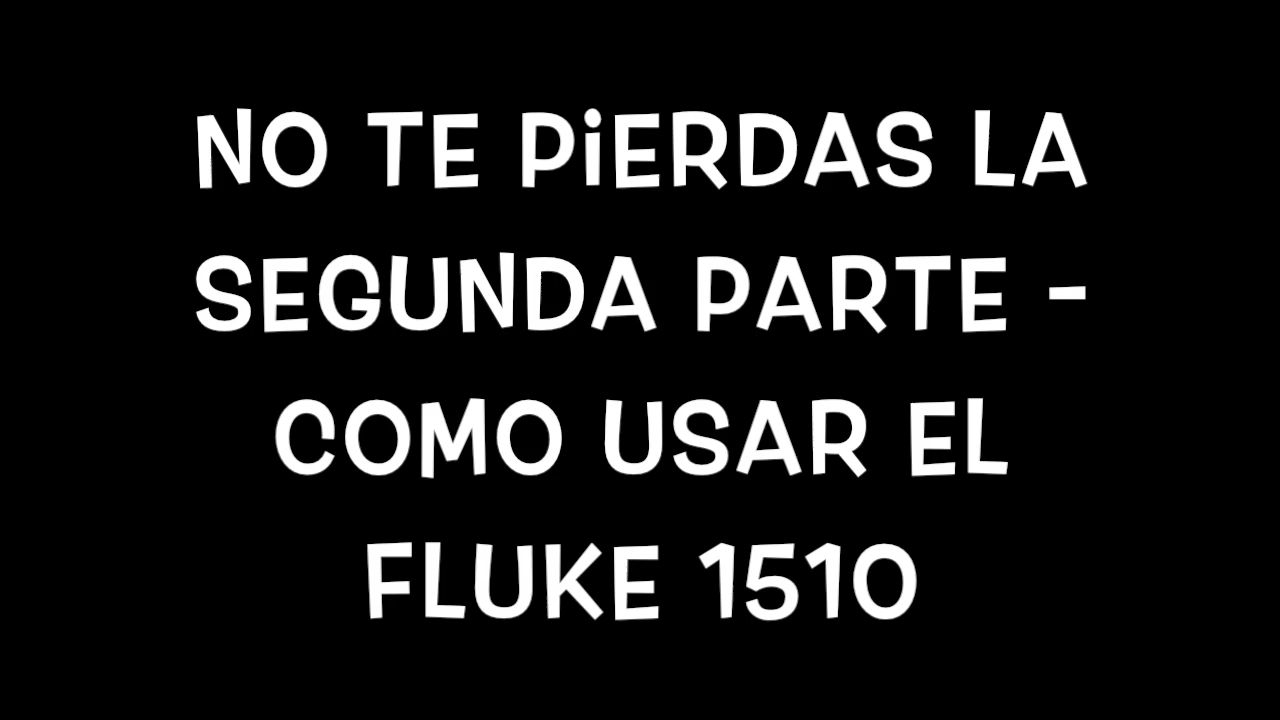 NO TE PiERDAS LA
SEGUNDA PARTE -
COMO USAR EL
FLUKE 1510